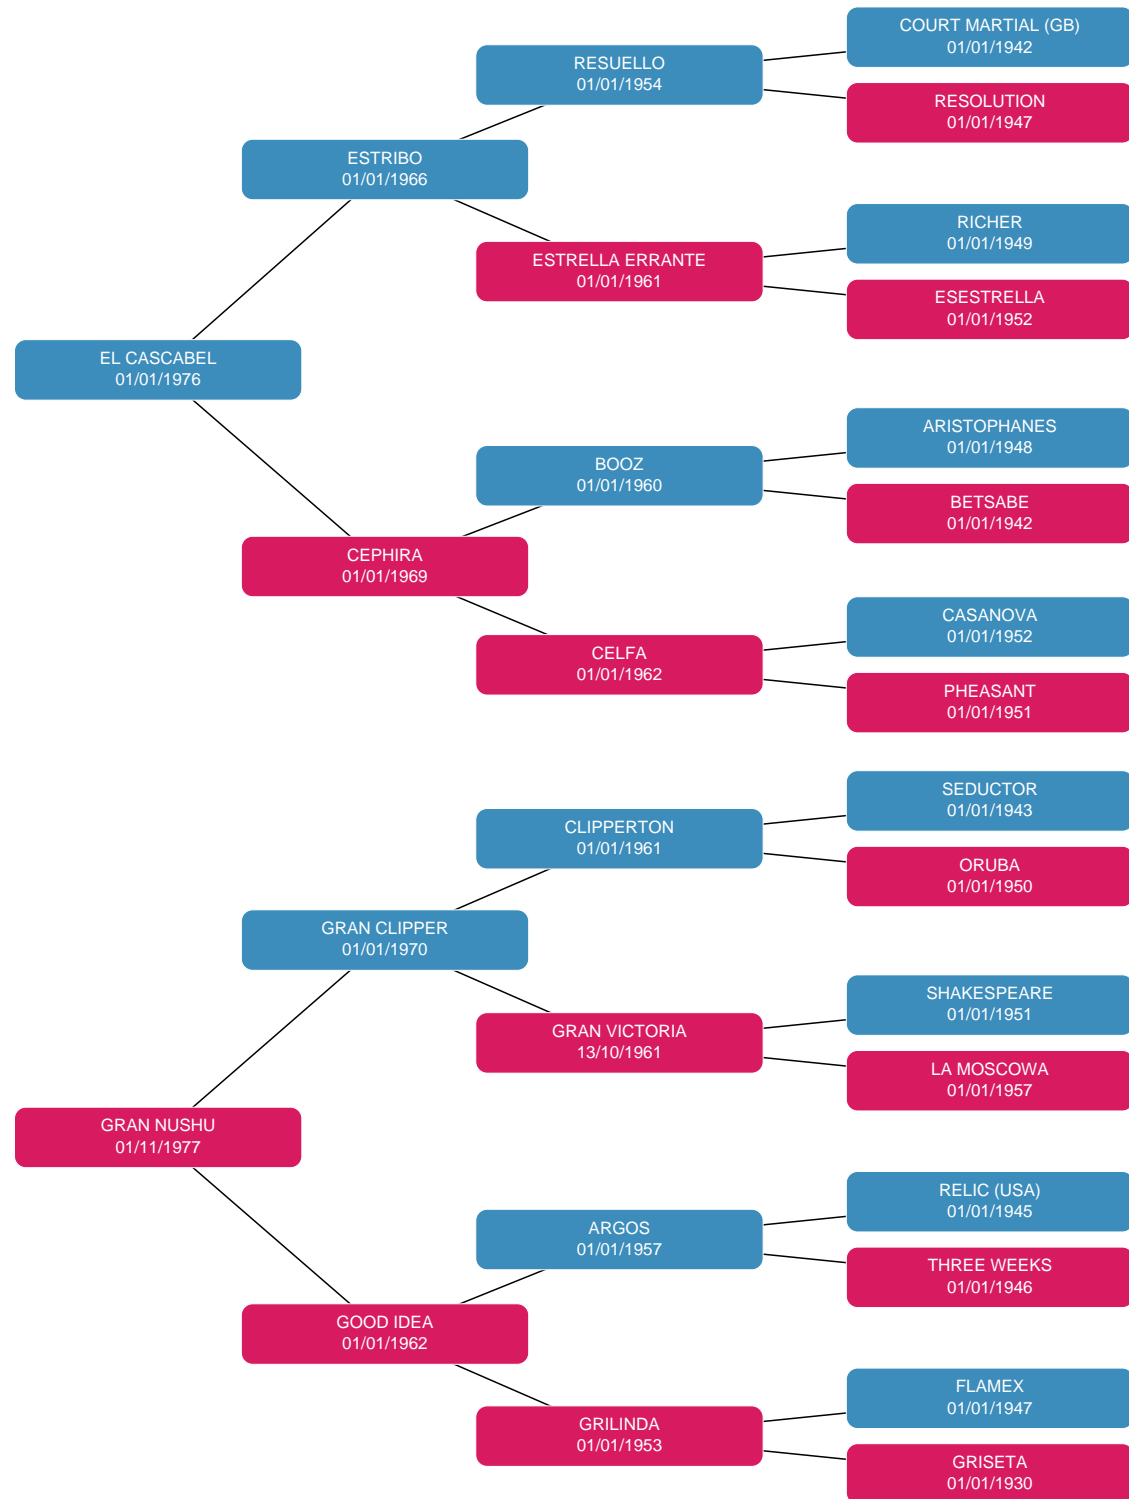 COURT MARTIAL (GB)
01/01/1942
RESUELLO
01/01/1954
RESOLUTION
01/01/1947
ESTRIBO
01/01/1966
RICHER
01/01/1949
ESTRELLA ERRANTE
01/01/1961
ESESTRELLA
01/01/1952
EL CASCABEL
01/01/1976
ARISTOPHANES
01/01/1948
BOOZ
01/01/1960
BETSABE
01/01/1942
CEPHIRA
01/01/1969
CASANOVA
01/01/1952
CELFA
01/01/1962
PHEASANT
01/01/1951
SEDUCTOR
01/01/1943
CLIPPERTON
01/01/1961
ORUBA
01/01/1950
GRAN CLIPPER
01/01/1970
SHAKESPEARE
01/01/1951
GRAN VICTORIA
13/10/1961
LA MOSCOWA
01/01/1957
GRAN NUSHU
01/11/1977
RELIC (USA)
01/01/1945
ARGOS
01/01/1957
THREE WEEKS
01/01/1946
GOOD IDEA
01/01/1962
FLAMEX
01/01/1947
GRILINDA
01/01/1953
GRISETA
01/01/1930